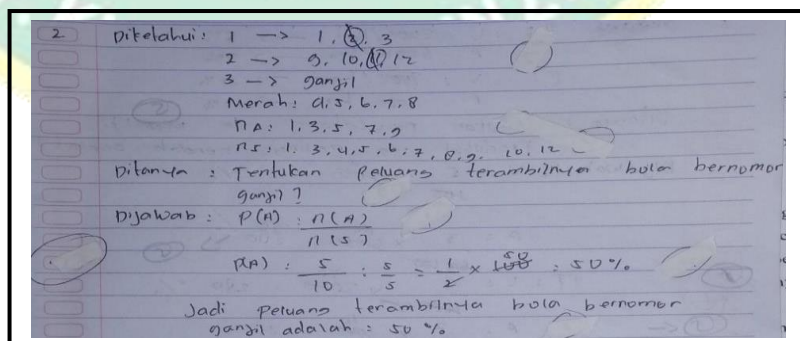 2. Diketahui: 1 -> 1, 2, 3
2 -> 9, 10, 11, 12
3 -> ganjil
Merah: 4, 5, 6, 7, 8
n A: 1, 3, 5, 7, 9
n S: 1, 3, 4, 5, 6, 7, 8, 9, 10, 12
Ditanya : Tentukan peluang terambilnya bola bernomor
ganjil?
Dijawab : P(A) : n(A)/n(S)
P(A) : 5/10 : 5/5 = 1/2 x 100 50 : 50 %
Jadi peluang terambilnya bola bernomor
ganjil adalah : 50 %